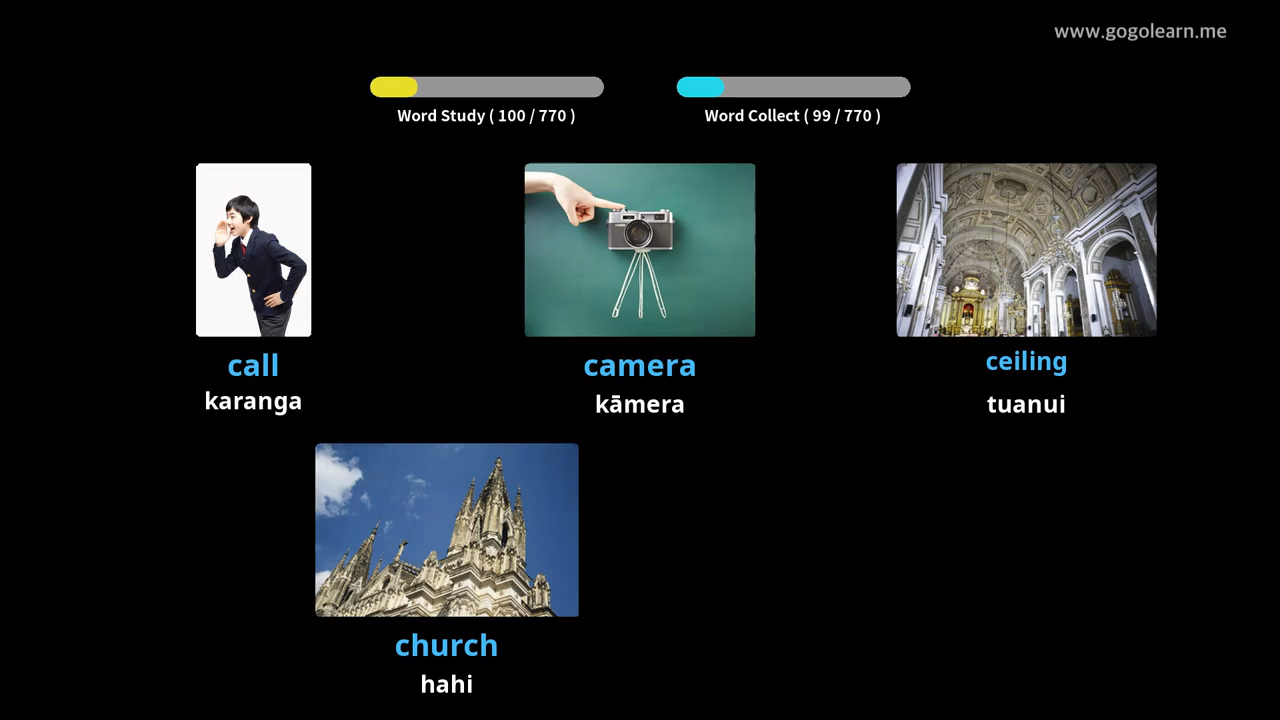 www.gogolearn.me
Word Study ( 100 / 770 )
Word Collect ( 99 / 770 )
call
karanga
camera
kāmera
ceiling
tuanui
church
hahi